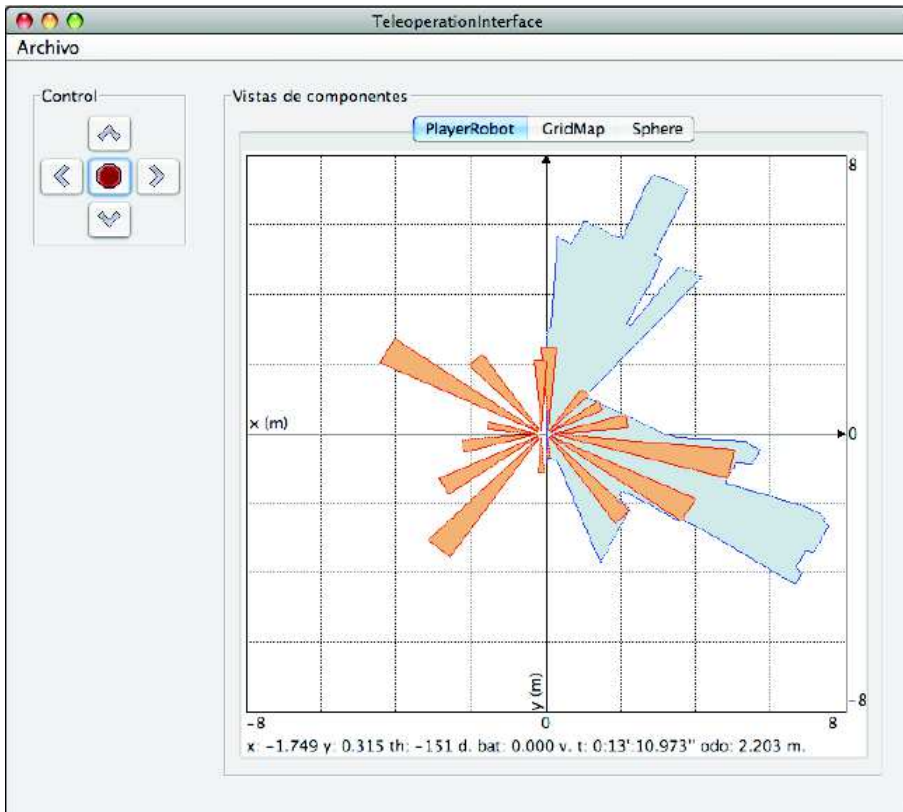 TeleoperationInterface
Archivo
Control
Vistas de componentes
PlayerRobot GridMap Sphere
8
x (m)
0
y (m)
-8
-8 0 8
x: -1.749 y: 0.315 th: -151 d. bat: 0.000 v. t: 0:13':10.973'' odo: 2.203 m.